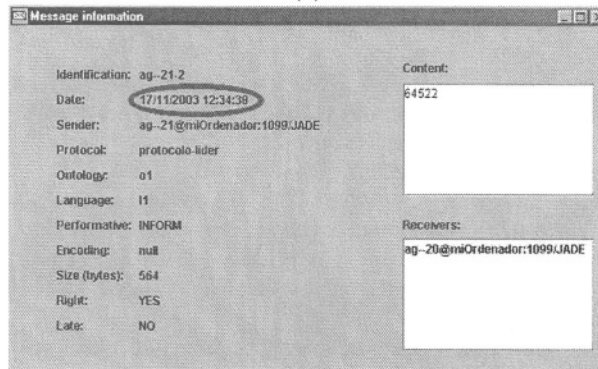 Message information
Identification: ag--21-2
Date: 17/11/2003 12:34:38
Sender: ag--21@miOrdenador:1099/JADE
Protocol: protocolo-lider
Ontology: o1
Language: l1
Performative: INFORM
Encoding: null
Size (bytes): 564
Right: YES
Late: NO
Content:
64522
Receivers:
ag--20@miOrdenador:1099/JADE